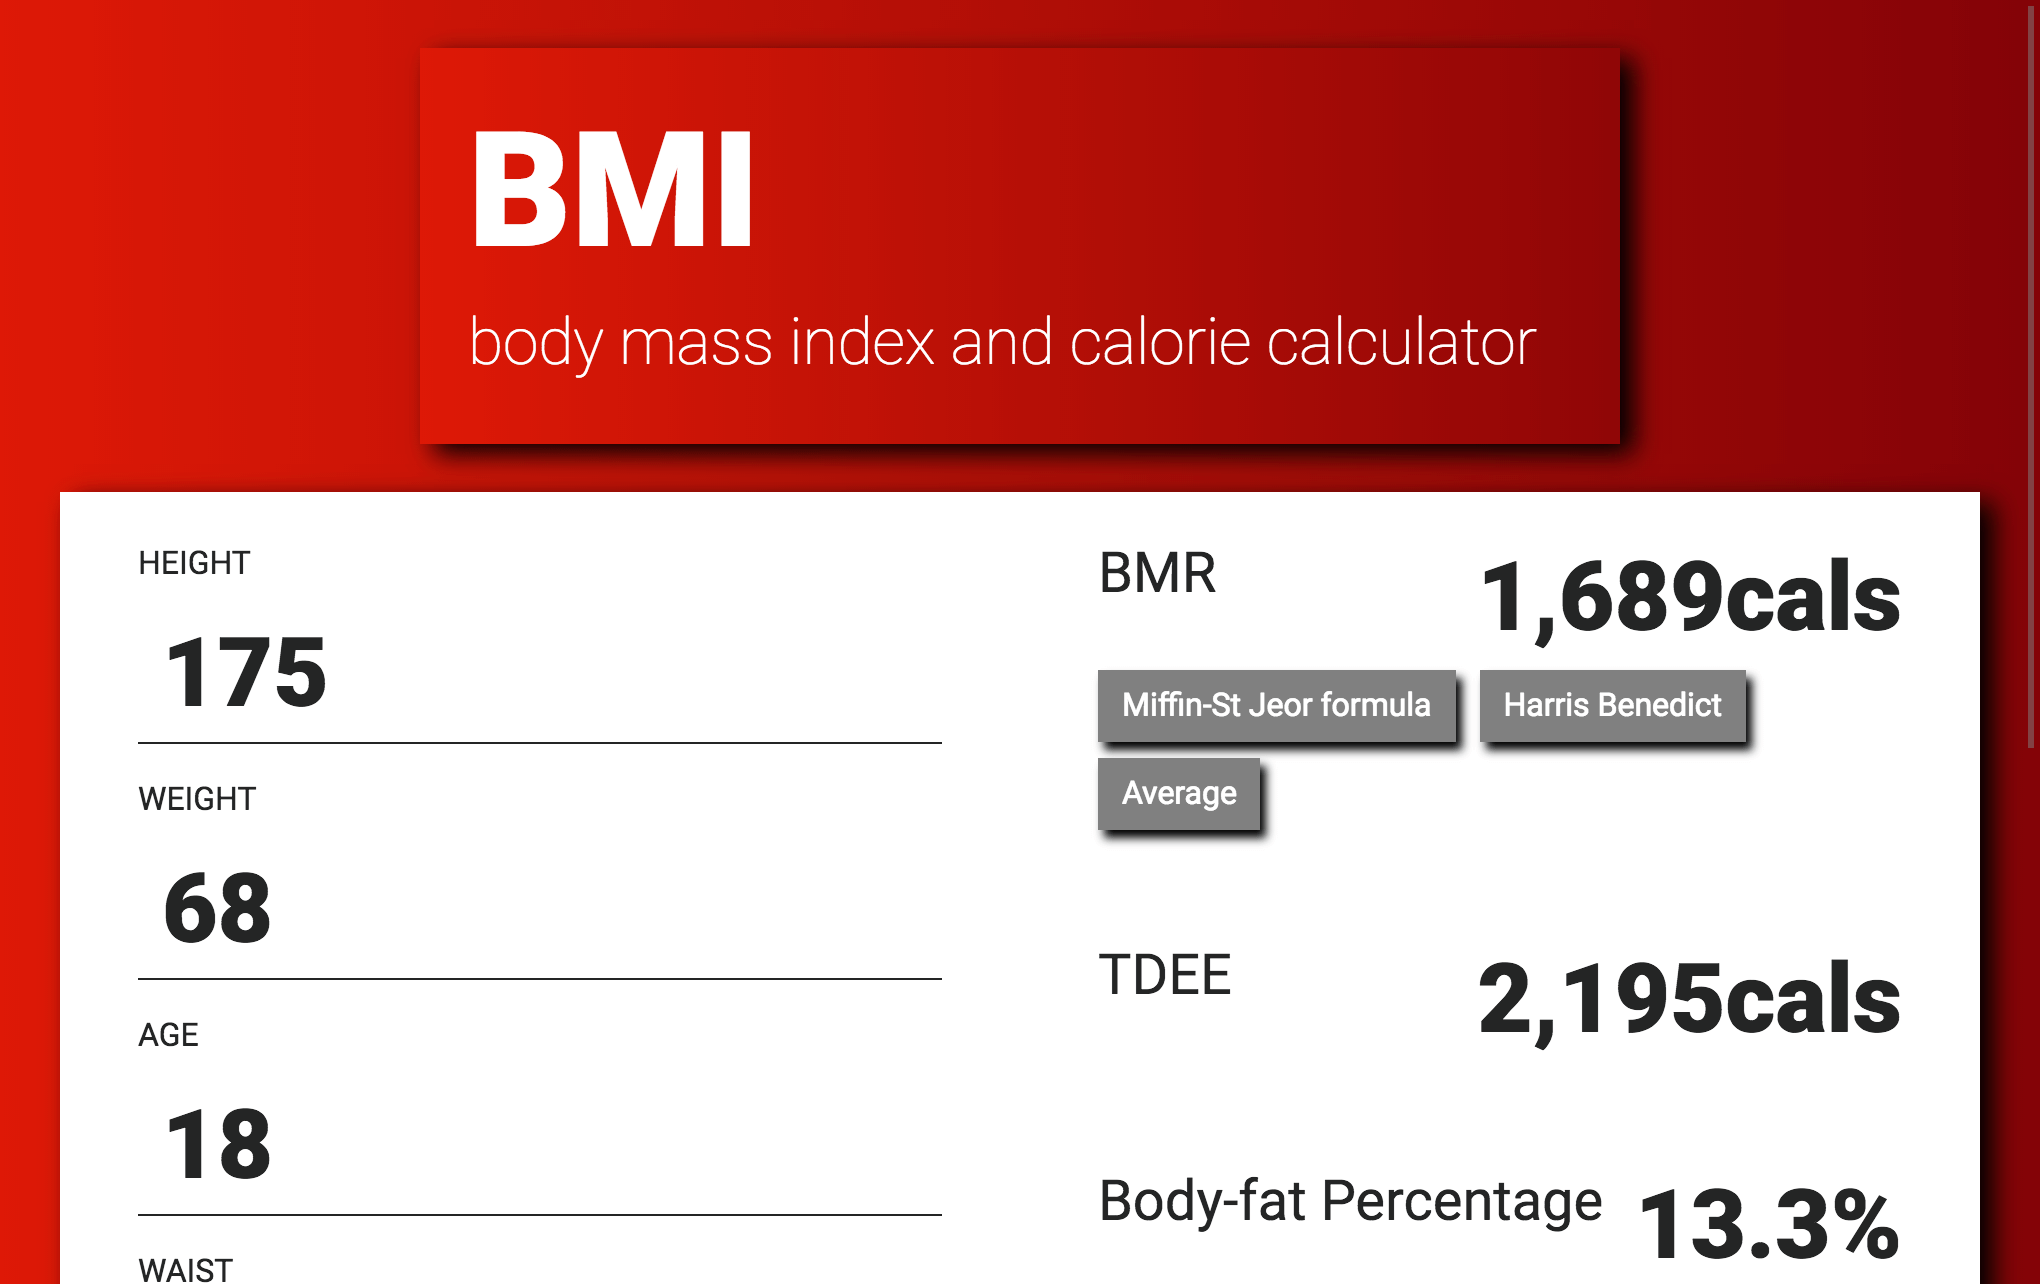 BMI
body mass index and calorie calculator
HEIGHT
175
WEIGHT
68
AGE
18
WAIST
BMR 1,689cals
Miffin-St Jeor formula Harris Benedict
Average
TDEE 2,195cals
Body-fat Percentage 13.3%